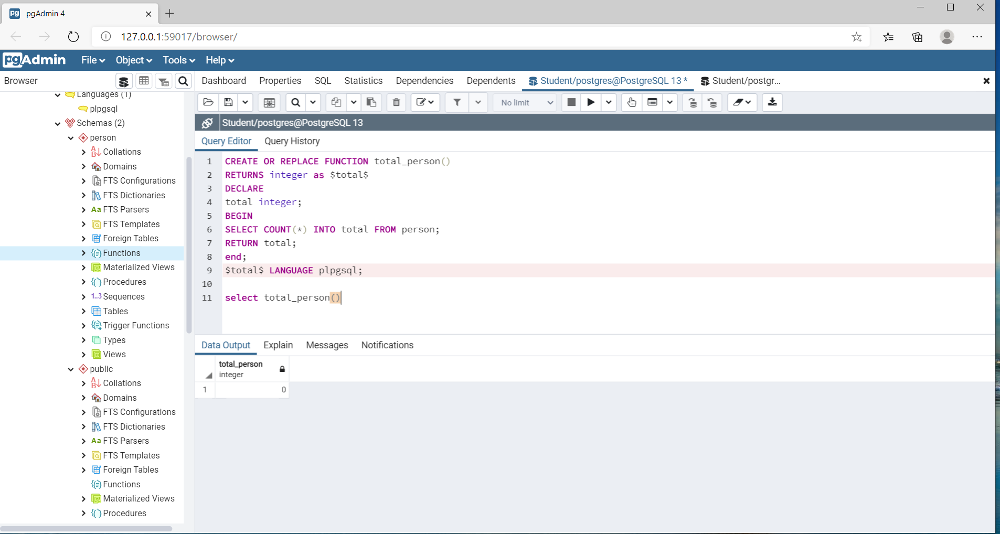 pgAdmin 4
127.0.0.1:59017/browser/
pgAdmin File Object Tools Help
Browser
Dashboard Properties SQL Statistics Dependencies Dependents Student/postgres@PostgreSQL 13 * Student/postgr...
No limit
Student/postgres@PostgreSQL 13
Query Editor Query History
Languages (1)
plpgsql
Schemas (2)
person
Collations
Domains
FTS Configurations
FTS Dictionaries
Aa FTS Parsers
FTS Templates
Foreign Tables
Functions
Materialized Views
Procedures
1..3 Sequences
Tables
Trigger Functions
Types
Views
public
Collations
Domains
FTS Configurations
FTS Dictionaries
Aa FTS Parsers
FTS Templates
Foreign Tables
Functions
Materialized Views
Procedures
1 CREATE OR REPLACE FUNCTION total_person()
2 RETURNS integer as $total$
3 DECLARE
4 total integer;
5 BEGIN
6 SELECT COUNT(*) INTO total FROM person;
7 RETURN total;
8 end;
9 $total$ LANGUAGE plpgsql;
10
11 select total_person()
Data Output Explain Messages Notifications
total_person
integer
1 0